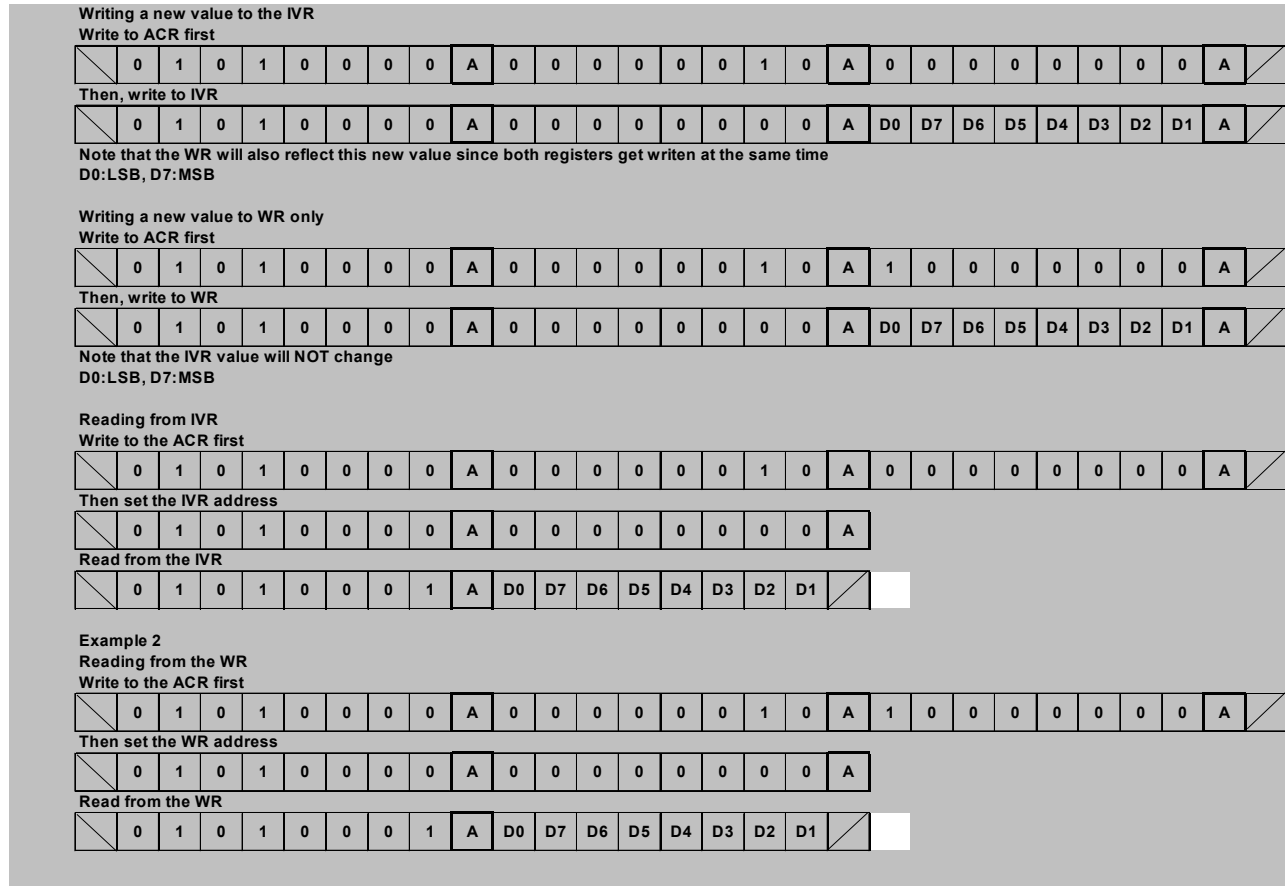 Writing a new value to the IVR
Write to ACR first
0 1 0 1 0 0 0 0 A 0 0 0 0 0 0 1 0 A 0 0 0 0 0 0 0 0 A
Then, write to IVR
0 1 0 1 0 0 0 0 A 0 0 0 0 0 0 0 0 A D0 D7 D6 D5 D4 D3 D2 D1 A
Note that the WR will also reflect this new value since both registers get writen at the same time
D0:LSB, D7:MSB
Writing a new value to WR only
Write to ACR first
0 1 0 1 0 0 0 0 A 0 0 0 0 0 0 1 0 A 1 0 0 0 0 0 0 0 A
Then, write to WR
0 1 0 1 0 0 0 0 A 0 0 0 0 0 0 0 0 A D0 D7 D6 D5 D4 D3 D2 D1 A
Note that the IVR value will NOT change
D0:LSB, D7:MSB
Reading from IVR
Write to the ACR first
0 1 0 1 0 0 0 0 A 0 0 0 0 0 0 1 0 A 0 0 0 0 0 0 0 0 A
Then set the IVR address
0 1 0 1 0 0 0 0 A 0 0 0 0 0 0 0 0 A
Read from the IVR
0 1 0 1 0 0 0 1 A D0 D7 D6 D5 D4 D3 D2 D1
Example 2
Reading from the WR
Write to the ACR first
0 1 0 1 0 0 0 0 A 0 0 0 0 0 0 1 0 A 1 0 0 0 0 0 0 0 A
Then set the WR address
0 1 0 1 0 0 0 0 A 0 0 0 0 0 0 0 0 A
Read from the WR
0 1 0 1 0 0 0 1 A D0 D7 D6 D5 D4 D3 D2 D1